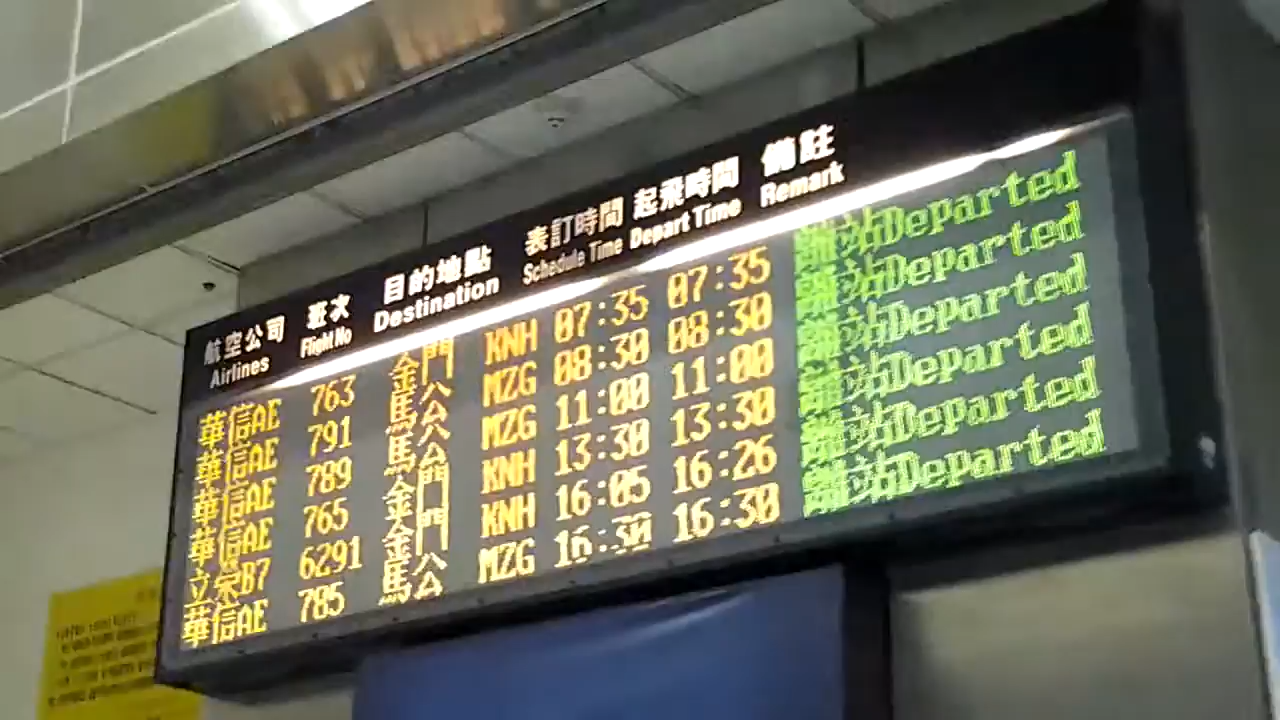 航空公司 班次 目的地點 表訂時間 起飛時間 備註
Airlines Flight No Destination Schedule Time Depart Time Remark
華信AE 763 金門 KNH 07:35 07:35 離站Departed
華信AE 791 馬公 MZG 08:30 08:30 離站Departed
華信AE 789 馬公 MZG 11:00 11:00 離站Departed
華信AE 765 金門 KNH 13:30 13:30 離站Departed
立榮B7 6291 金門 KNH 16:05 16:26 離站Departed
華信AE 785 馬公 MZG 16:30 16:30 離站Departed